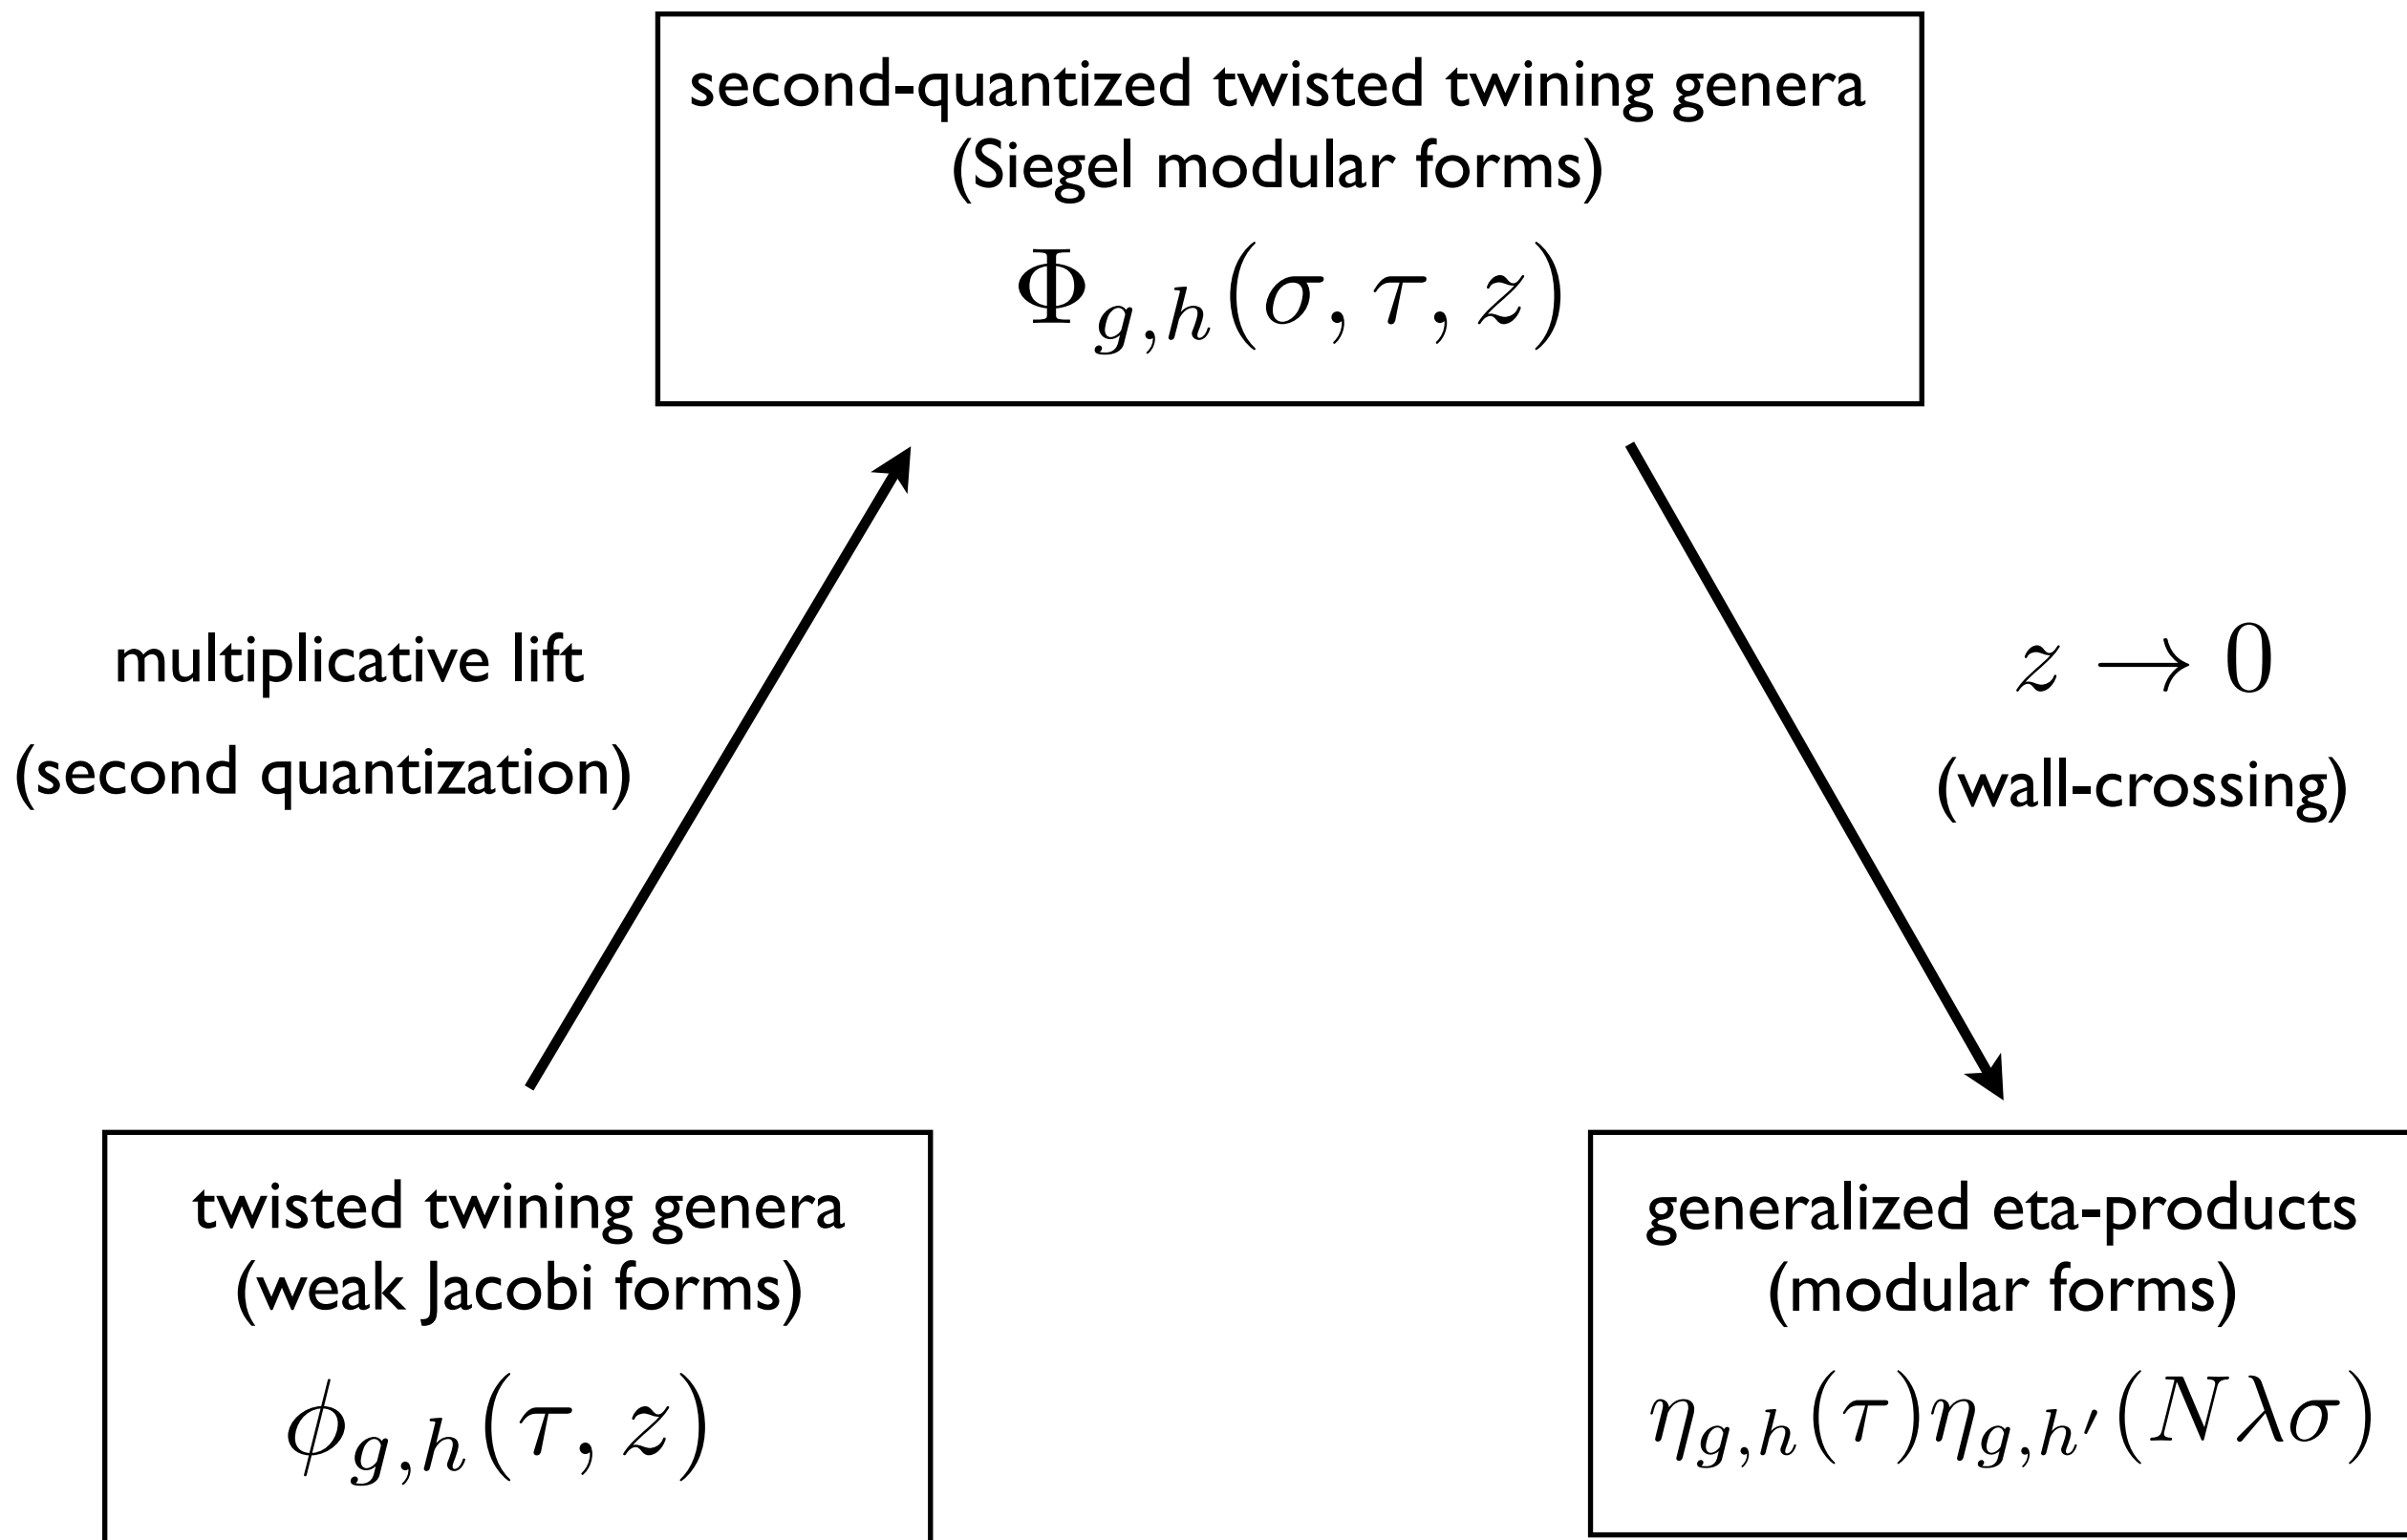 second-quantized twisted twining genera
(Siegel modular forms)
Φ_{g,h}(σ, τ, z)
multiplicative lift
(second quantization)
z → 0
(wall-crossing)
twisted twining genera
(weak Jacobi forms)
ϕ_{g,h}(τ, z)
generalized eta-products
(modular forms)
η_{g,h}(τ)η_{g,h'}(Nλσ)